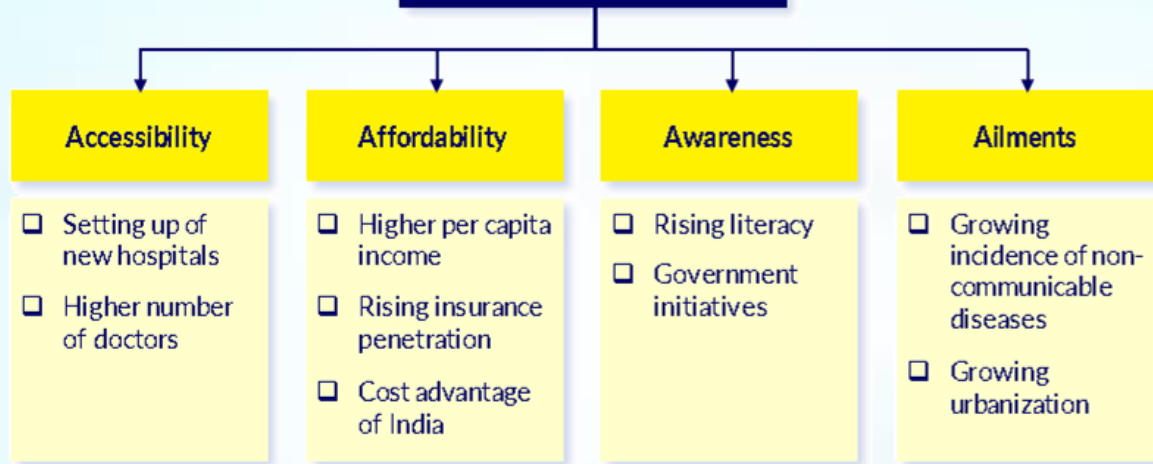 Accessibility
Setting up of
new hospitals
Higher number
of doctors
Affordability
Higher per capita
income
Rising insurance
penetration
Cost advantage
of India
Awareness
Rising literacy
Government
initiatives
Ailments
Growing
incidence of non-
communicable
diseases
Growing
urbanization